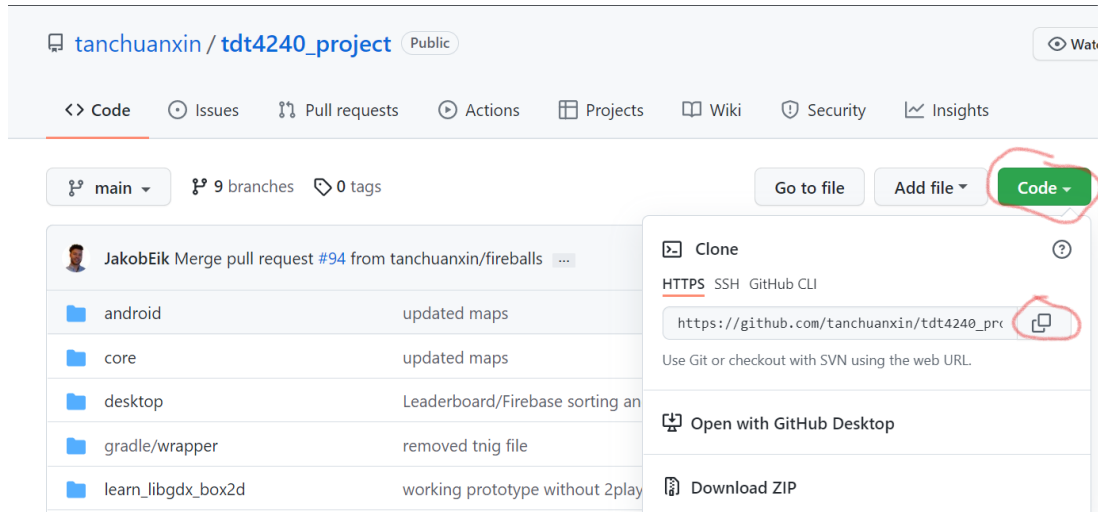 tanchuanxin / tdt4240_project Public
Wat
Code Issues Pull requests Actions Projects Wiki Security Insights
main 9 branches 0 tags Go to file Add file Code
JakobEik Merge pull request #94 from tanchuanxin/fireballs ...
Clone
HTTPS SSH GitHub CLI
https://github.com/tanchuanxin/tdt4240_pro
Use Git or checkout with SVN using the web URL.
Open with GitHub Desktop
Download ZIP
android updated maps
core updated maps
desktop Leaderboard/Firebase sorting an
gradle/wrapper removed tnig file
learn_libgdx_box2d working prototype without 2play